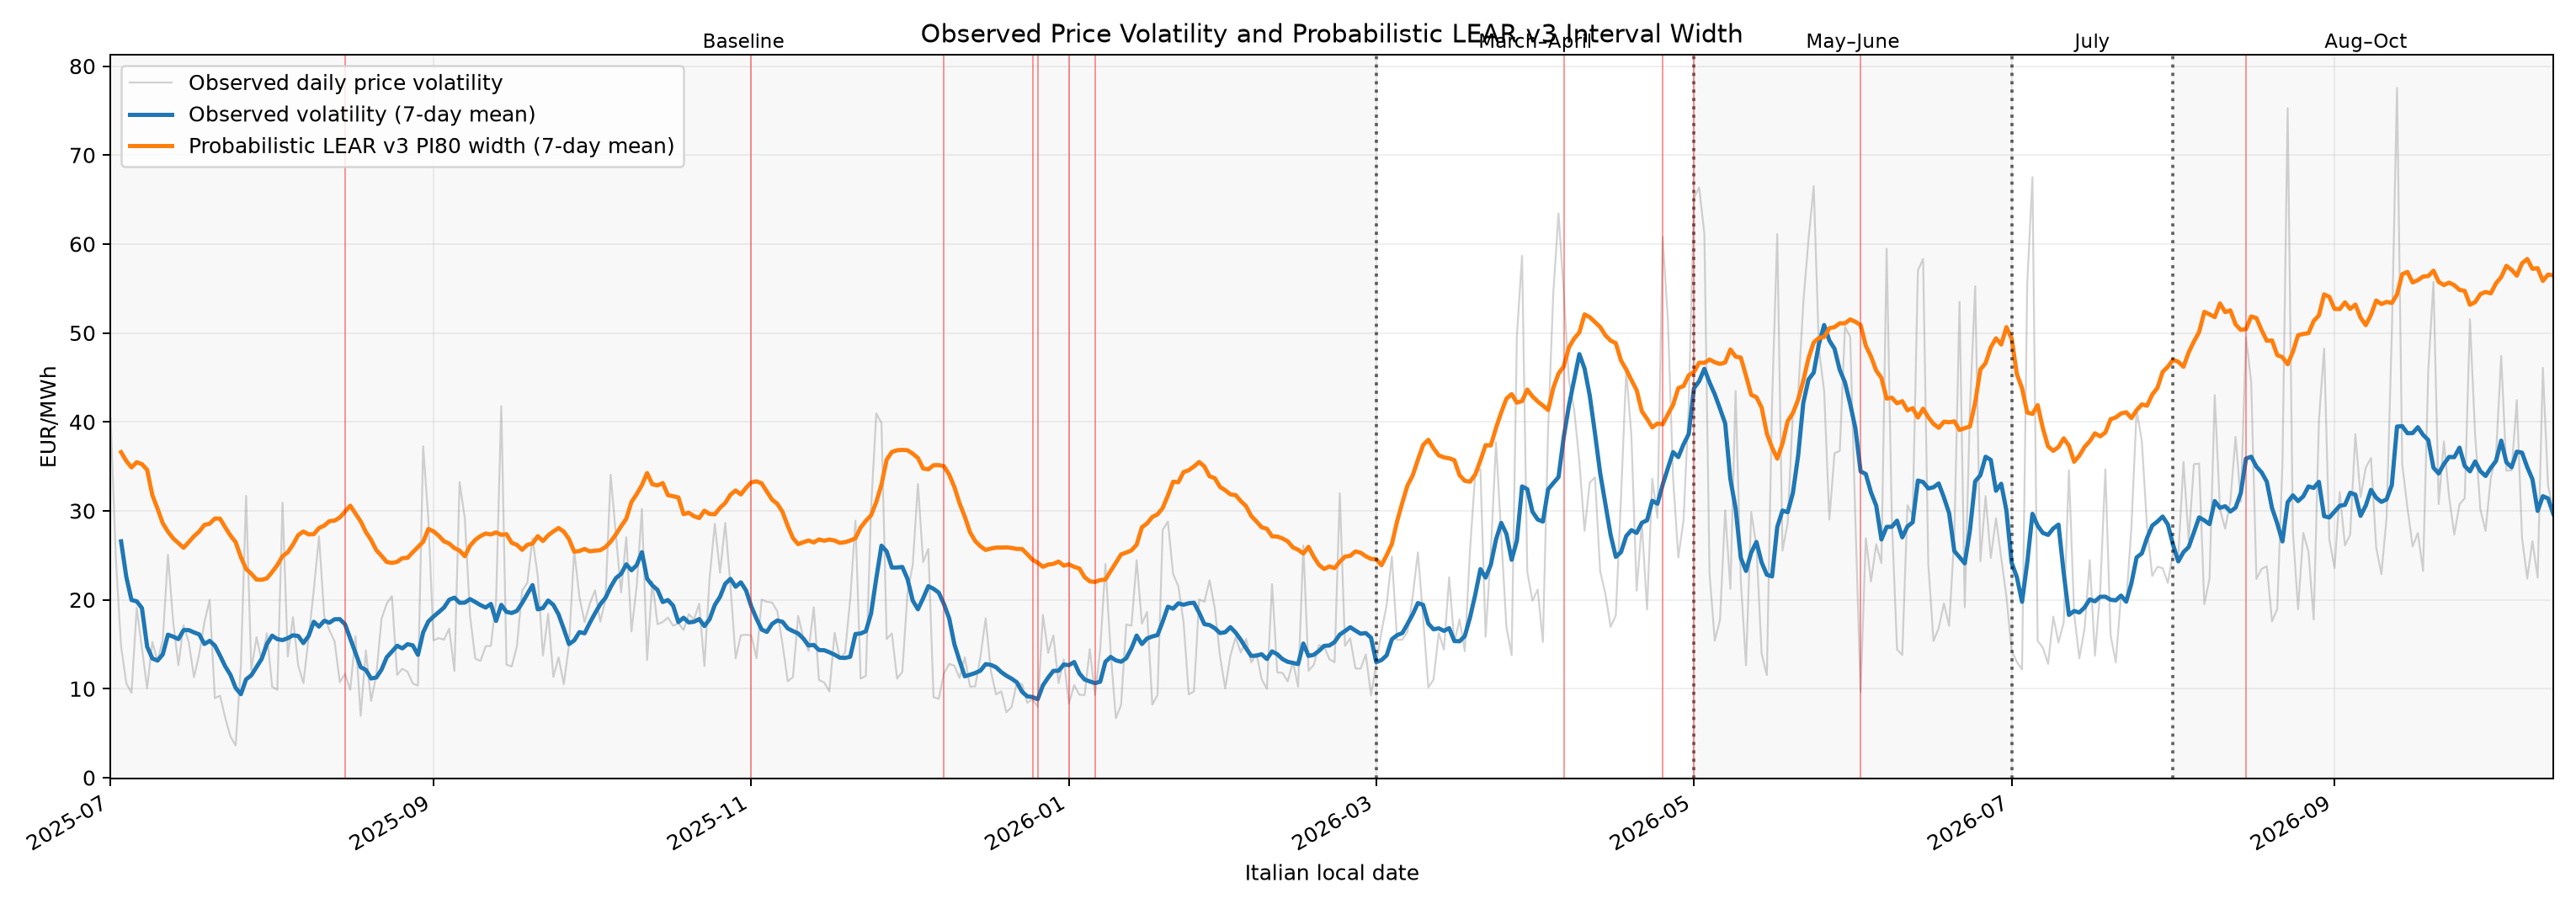 Observed Price Volatility and Probabilistic LEAR v3 Interval Width
Baseline
March–April
May–June
July
Aug–Oct
Observed daily price volatility
Observed volatility (7-day mean)
Probabilistic LEAR v3 PI80 width (7-day mean)
EUR/MWh
80
70
60
50
40
30
20
10
0
2025-07
2025-09
2025-11
2026-01
2026-03
2026-05
2026-07
2026-09
Italian local date